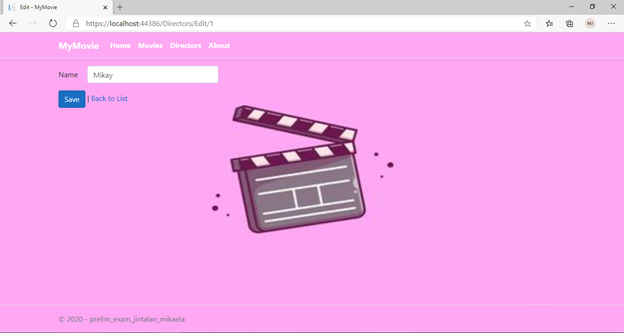 Edit - MyMovie
https://localhost:44386/Directors/Edit/1
MJ
MyMovie Home Movies Directors About
Name Mikay
Save | Back to List
© 2020 - prelim_exam_jintalan_mikaela